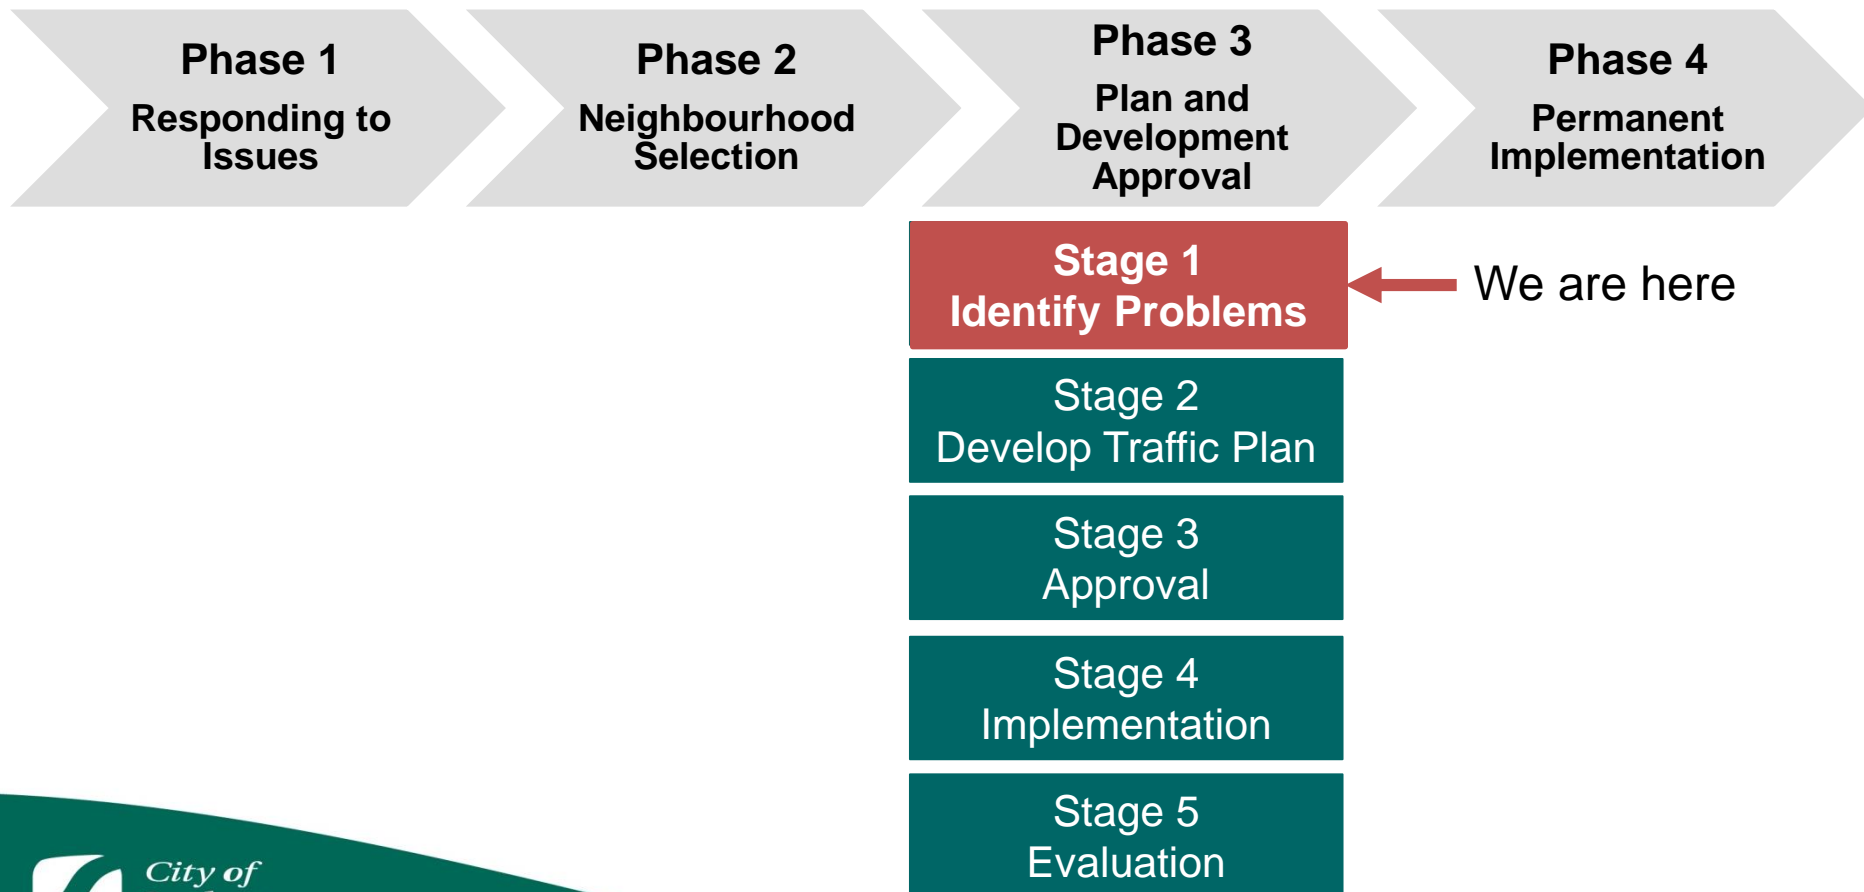 Phase 1
Responding to
Issues
Phase 2
Neighbourhood
Selection
Phase 3
Plan and
Development
Approval
Phase 4
Permanent
Implementation
Stage 1
Identify Problems
We are here
Stage 2
Develop Traffic Plan
Stage 3
Approval
Stage 4
Implementation
Stage 5
Evaluation
City of